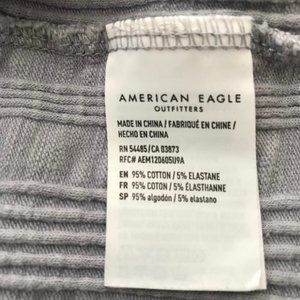 AMERICAN EAGLE
OUTFITTERS
MADE IN CHINA / FABRIQUÉ EN CHINE /
HECHO EN CHINA
RN 54485/CA 03873
RFC# AEM120605U9A
EN 95% COTTON / 5% ELASTANE
FR 95% COTON / 5% ÉLASTHANNE
SP 95% algodón / 5% elastano